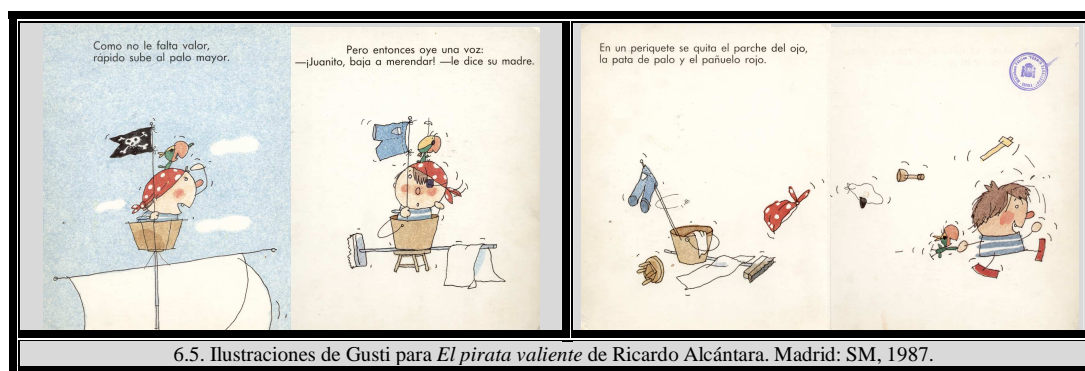 Como no le falta valor,
rápido sube al palo mayor.
Pero entonces oye una voz:
—¡Juanito, baja a merendar! —le dice su madre.
En un periquete se quita el parche del ojo,
la pata de palo y el pañuelo rojo.
6.5. Ilustraciones de Gusti para El pirata valiente de Ricardo Alcántara. Madrid: SM, 1987.